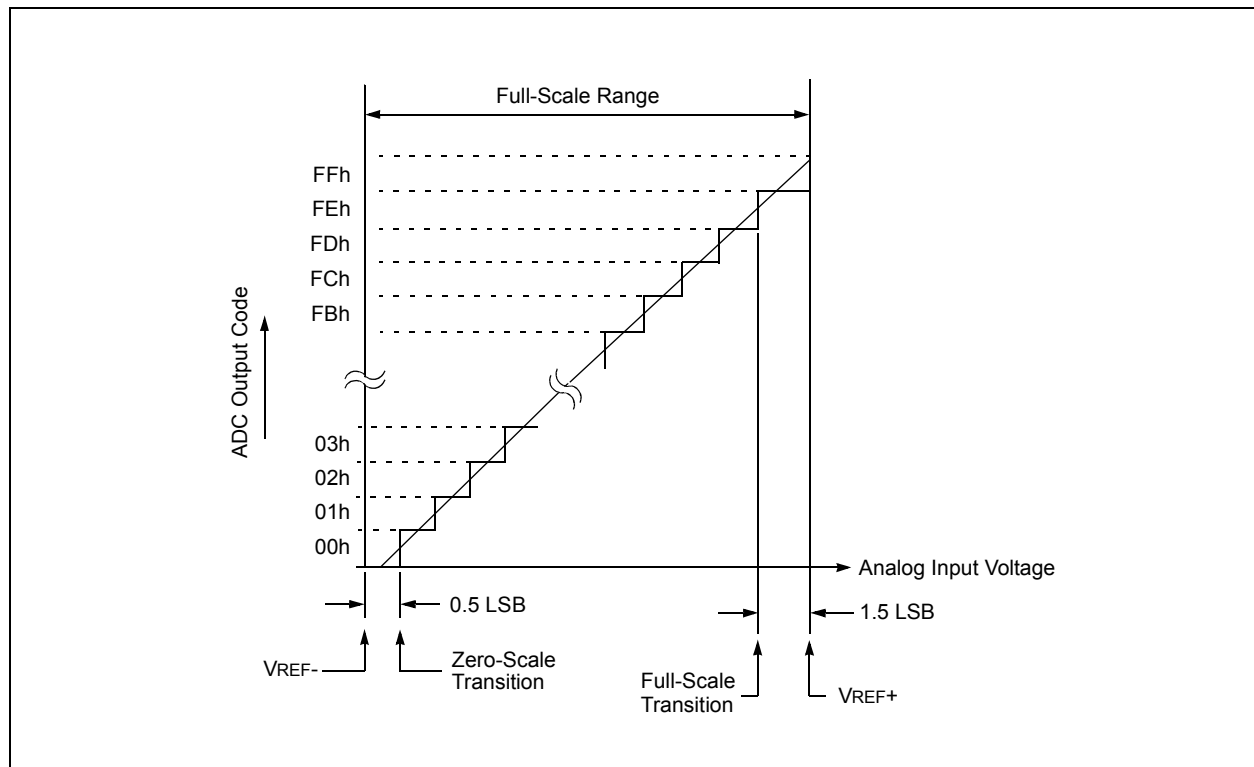 Full-Scale Range
FFh
FEh
FDh
FCh
FBh
ADC Output Code
03h
02h
01h
00h
Analog Input Voltage
0.5 LSB
1.5 LSB
VREF-
Zero-Scale
Transition
Full-Scale
Transition
VREF+